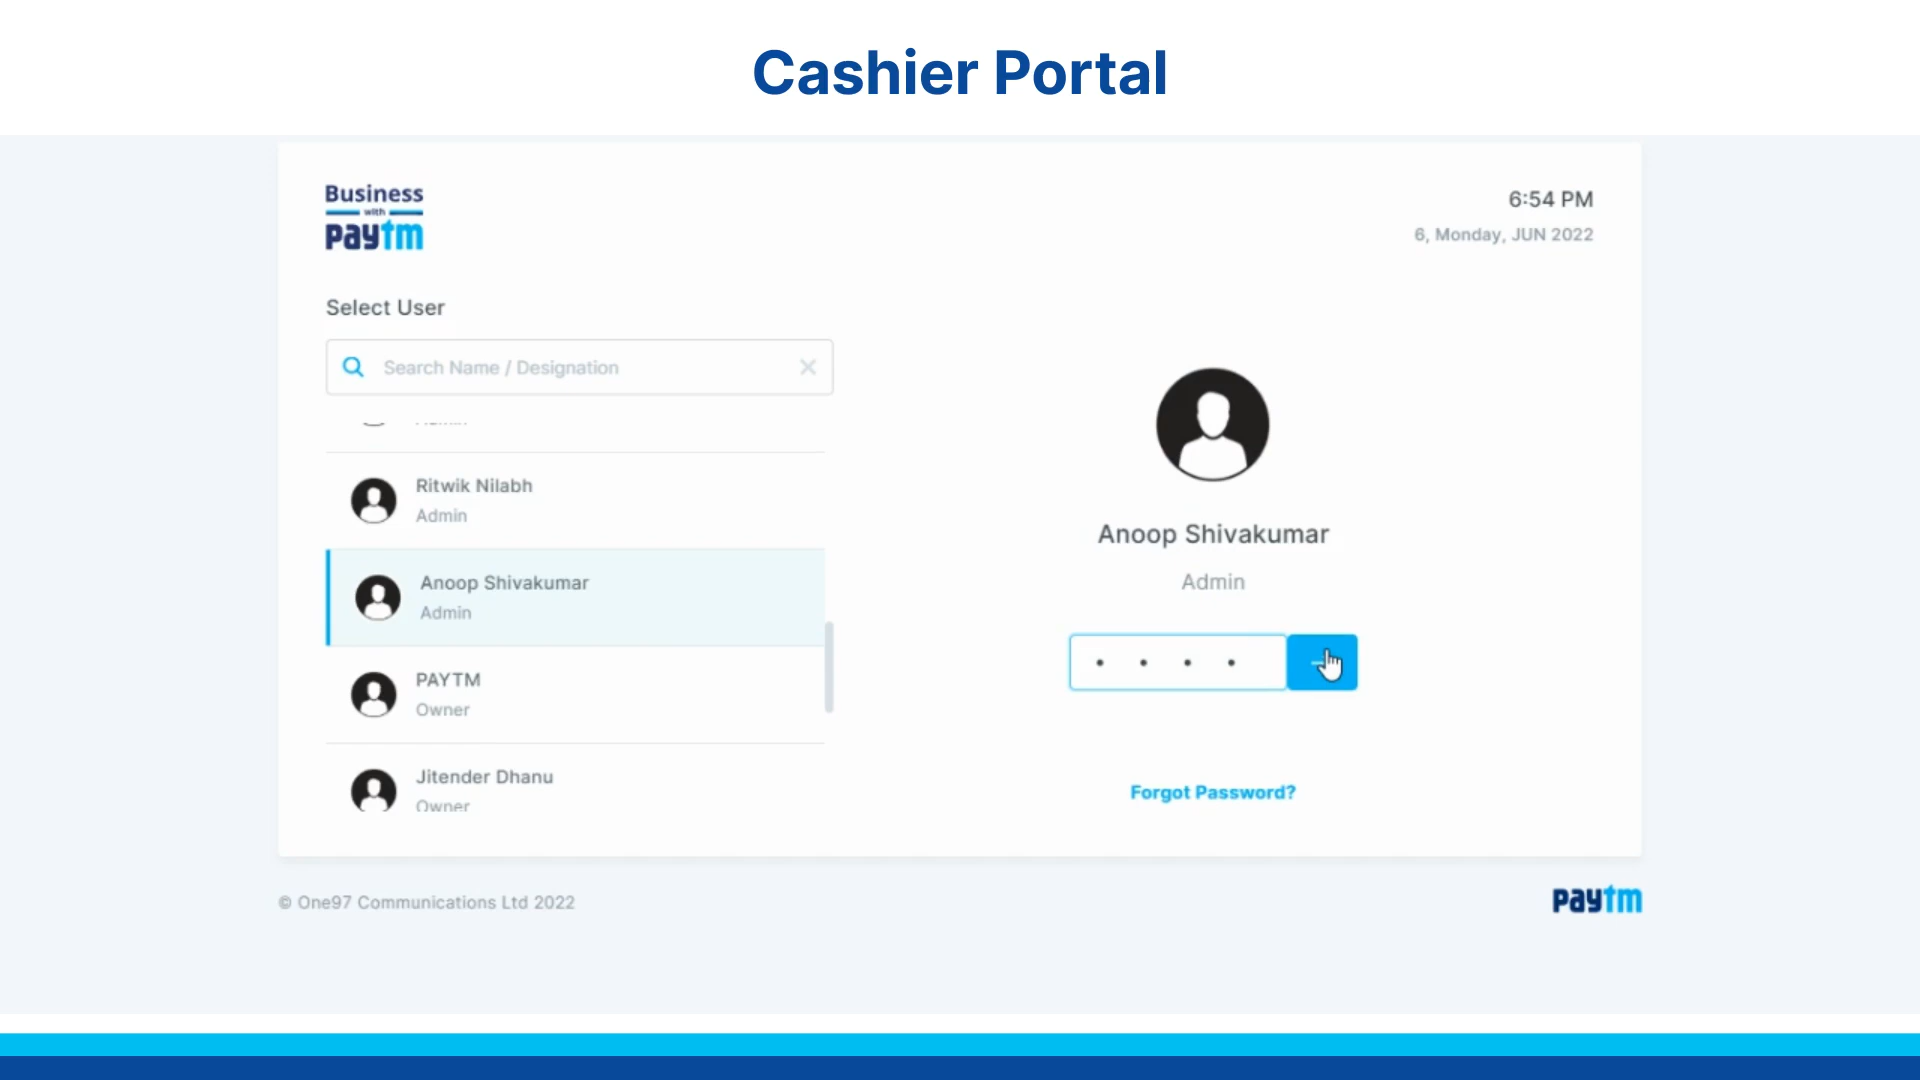 Cashier Portal
Business
with
paytm
6:54 PM
6, Monday, JUN 2022
Select User
Search Name / Designation
Ritwik Nilabh
Admin
Anoop Shivakumar
Admin
PAYTM
Owner
Jitender Dhanu
Owner
Anoop Shivakumar
Admin
Forgot Password?
© One97 Communications Ltd 2022
paytm